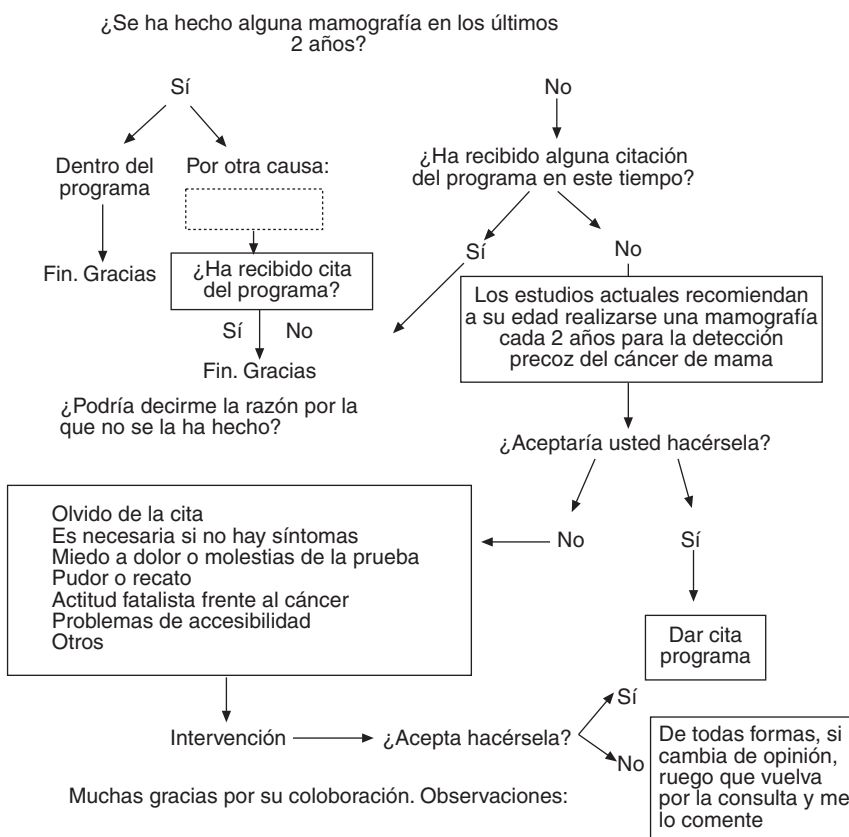 ¿Se ha hecho alguna mamografía en los últimos
2 años?
Sí
No
Dentro del
programa
Por otra causa:
¿Ha recibido alguna citación
del programa en este tiempo?
Fin. Gracias
¿Ha recibido cita
del programa?
Sí
No
Sí
No
Fin. Gracias
Los estudios actuales recomiendan
a su edad realizarse una mamografía
cada 2 años para la detección
precoz del cáncer de mama
¿Podría decirme la razón por la
que no se la ha hecho?
¿Aceptaría usted hacérsela?
Olvido de la cita
Es necesaria si no hay síntomas
Miedo a dolor o molestias de la prueba
Pudor o recato
Actitud fatalista frente al cáncer
Problemas de accesibilidad
Otros
No
Sí
Dar cita
programa
Intervención
¿Acepta hacérsela?
Sí
No
De todas formas, si
cambia de opinión,
ruego que vuelva
por la consulta y me
lo comente
Muchas gracias por su coloboración. Observaciones: